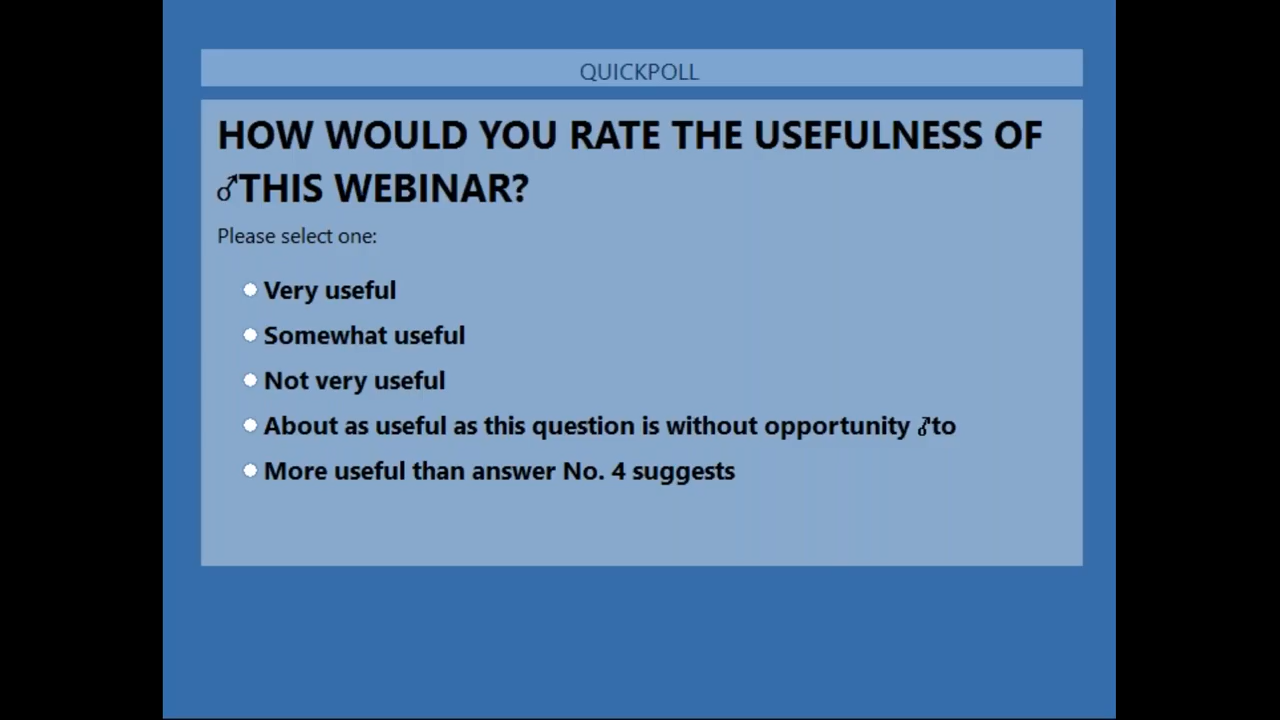 QUICKPOLL
HOW WOULD YOU RATE THE USEFULNESS OF
♂THIS WEBINAR?
Please select one:
Very useful
Somewhat useful
Not very useful
About as useful as this question is without opportunity ♂to
More useful than answer No. 4 suggests